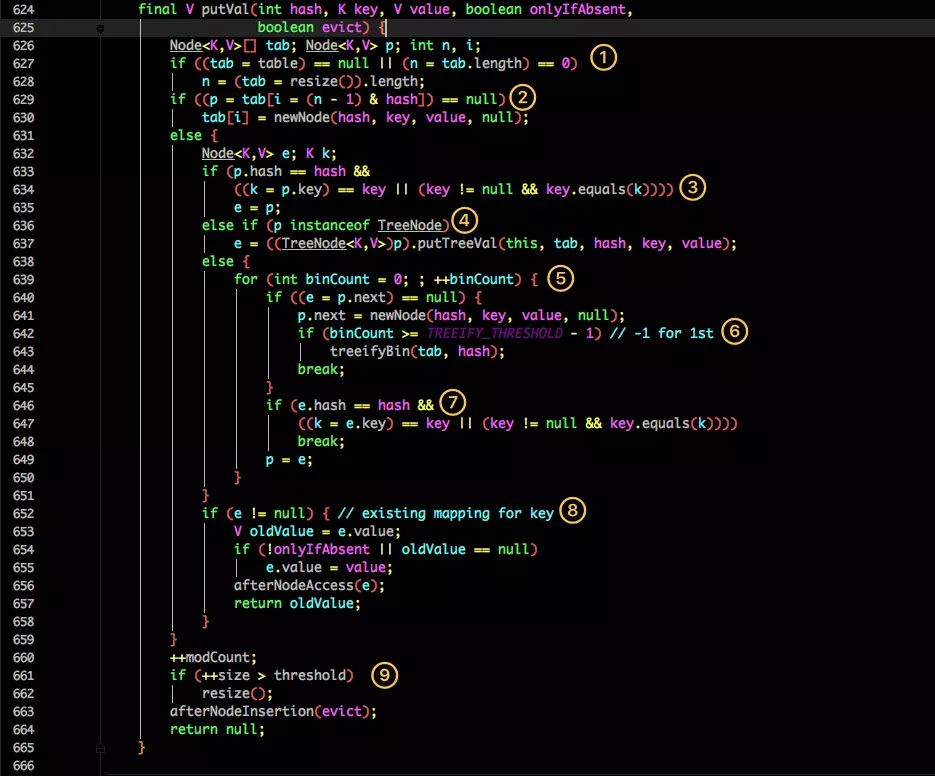 624 final V putVal(int hash, K key, V value, boolean onlyIfAbsent,
625 boolean evict) {
626 Node<K,V>[] tab; Node<K,V> p; int n, i;
627 if ((tab = table) == null || (n = tab.length) == 0) 1
628 n = (tab = resize()).length;
629 if ((p = tab[i = (n - 1) & hash]) == null) 2
630 tab[i] = newNode(hash, key, value, null);
631 else {
632 Node<K,V> e; K k;
633 if (p.hash == hash &&
634 ((k = p.key) == key || (key != null && key.equals(k)))) 3
635 e = p;
636 else if (p instanceof TreeNode) 4
637 e = ((TreeNode<K,V>)p).putTreeVal(this, tab, hash, key, value);
638 else {
639 for (int binCount = 0; ; ++binCount) { 5
640 if ((e = p.next) == null) {
641 p.next = newNode(hash, key, value, null);
642 if (binCount >= TREEIFY_THRESHOLD - 1) // -1 for 1st 6
643 treeifyBin(tab, hash);
644 break;
645 }
646 if (e.hash == hash && 7
647 ((k = e.key) == key || (key != null && key.equals(k))))
648 break;
649 p = e;
650 }
651 }
652 if (e != null) { // existing mapping for key 8
653 V oldValue = e.value;
654 if (!onlyIfAbsent || oldValue == null)
655 e.value = value;
656 afterNodeAccess(e);
657 return oldValue;
658 }
659 }
660 ++modCount;
661 if (++size > threshold) 9
662 resize();
663 afterNodeInsertion(evict);
664 return null;
665 }
666